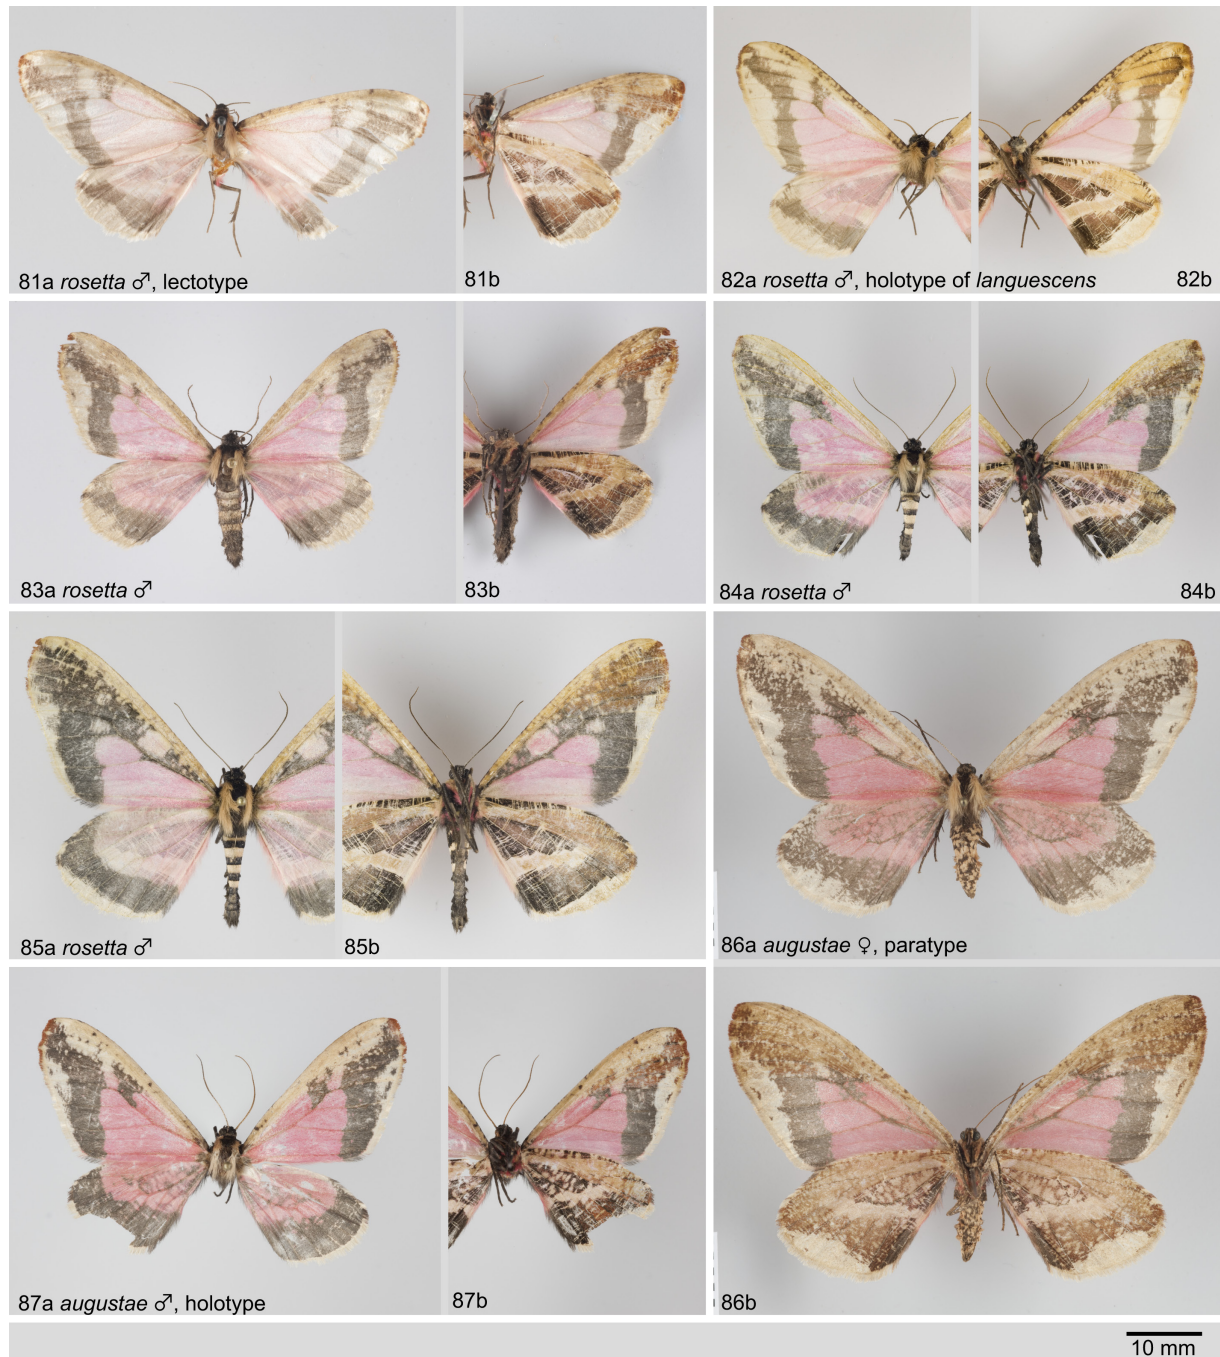 81a rosetta ♂, lectotype
81b
82a rosetta ♂, holotype of languescens
82b
83a rosetta ♂
83b
84a rosetta ♂
84b
85a rosetta ♂
85b
86a augustae ♀, paratype
87a augustae ♂, holotype
87b
86b
10 mm